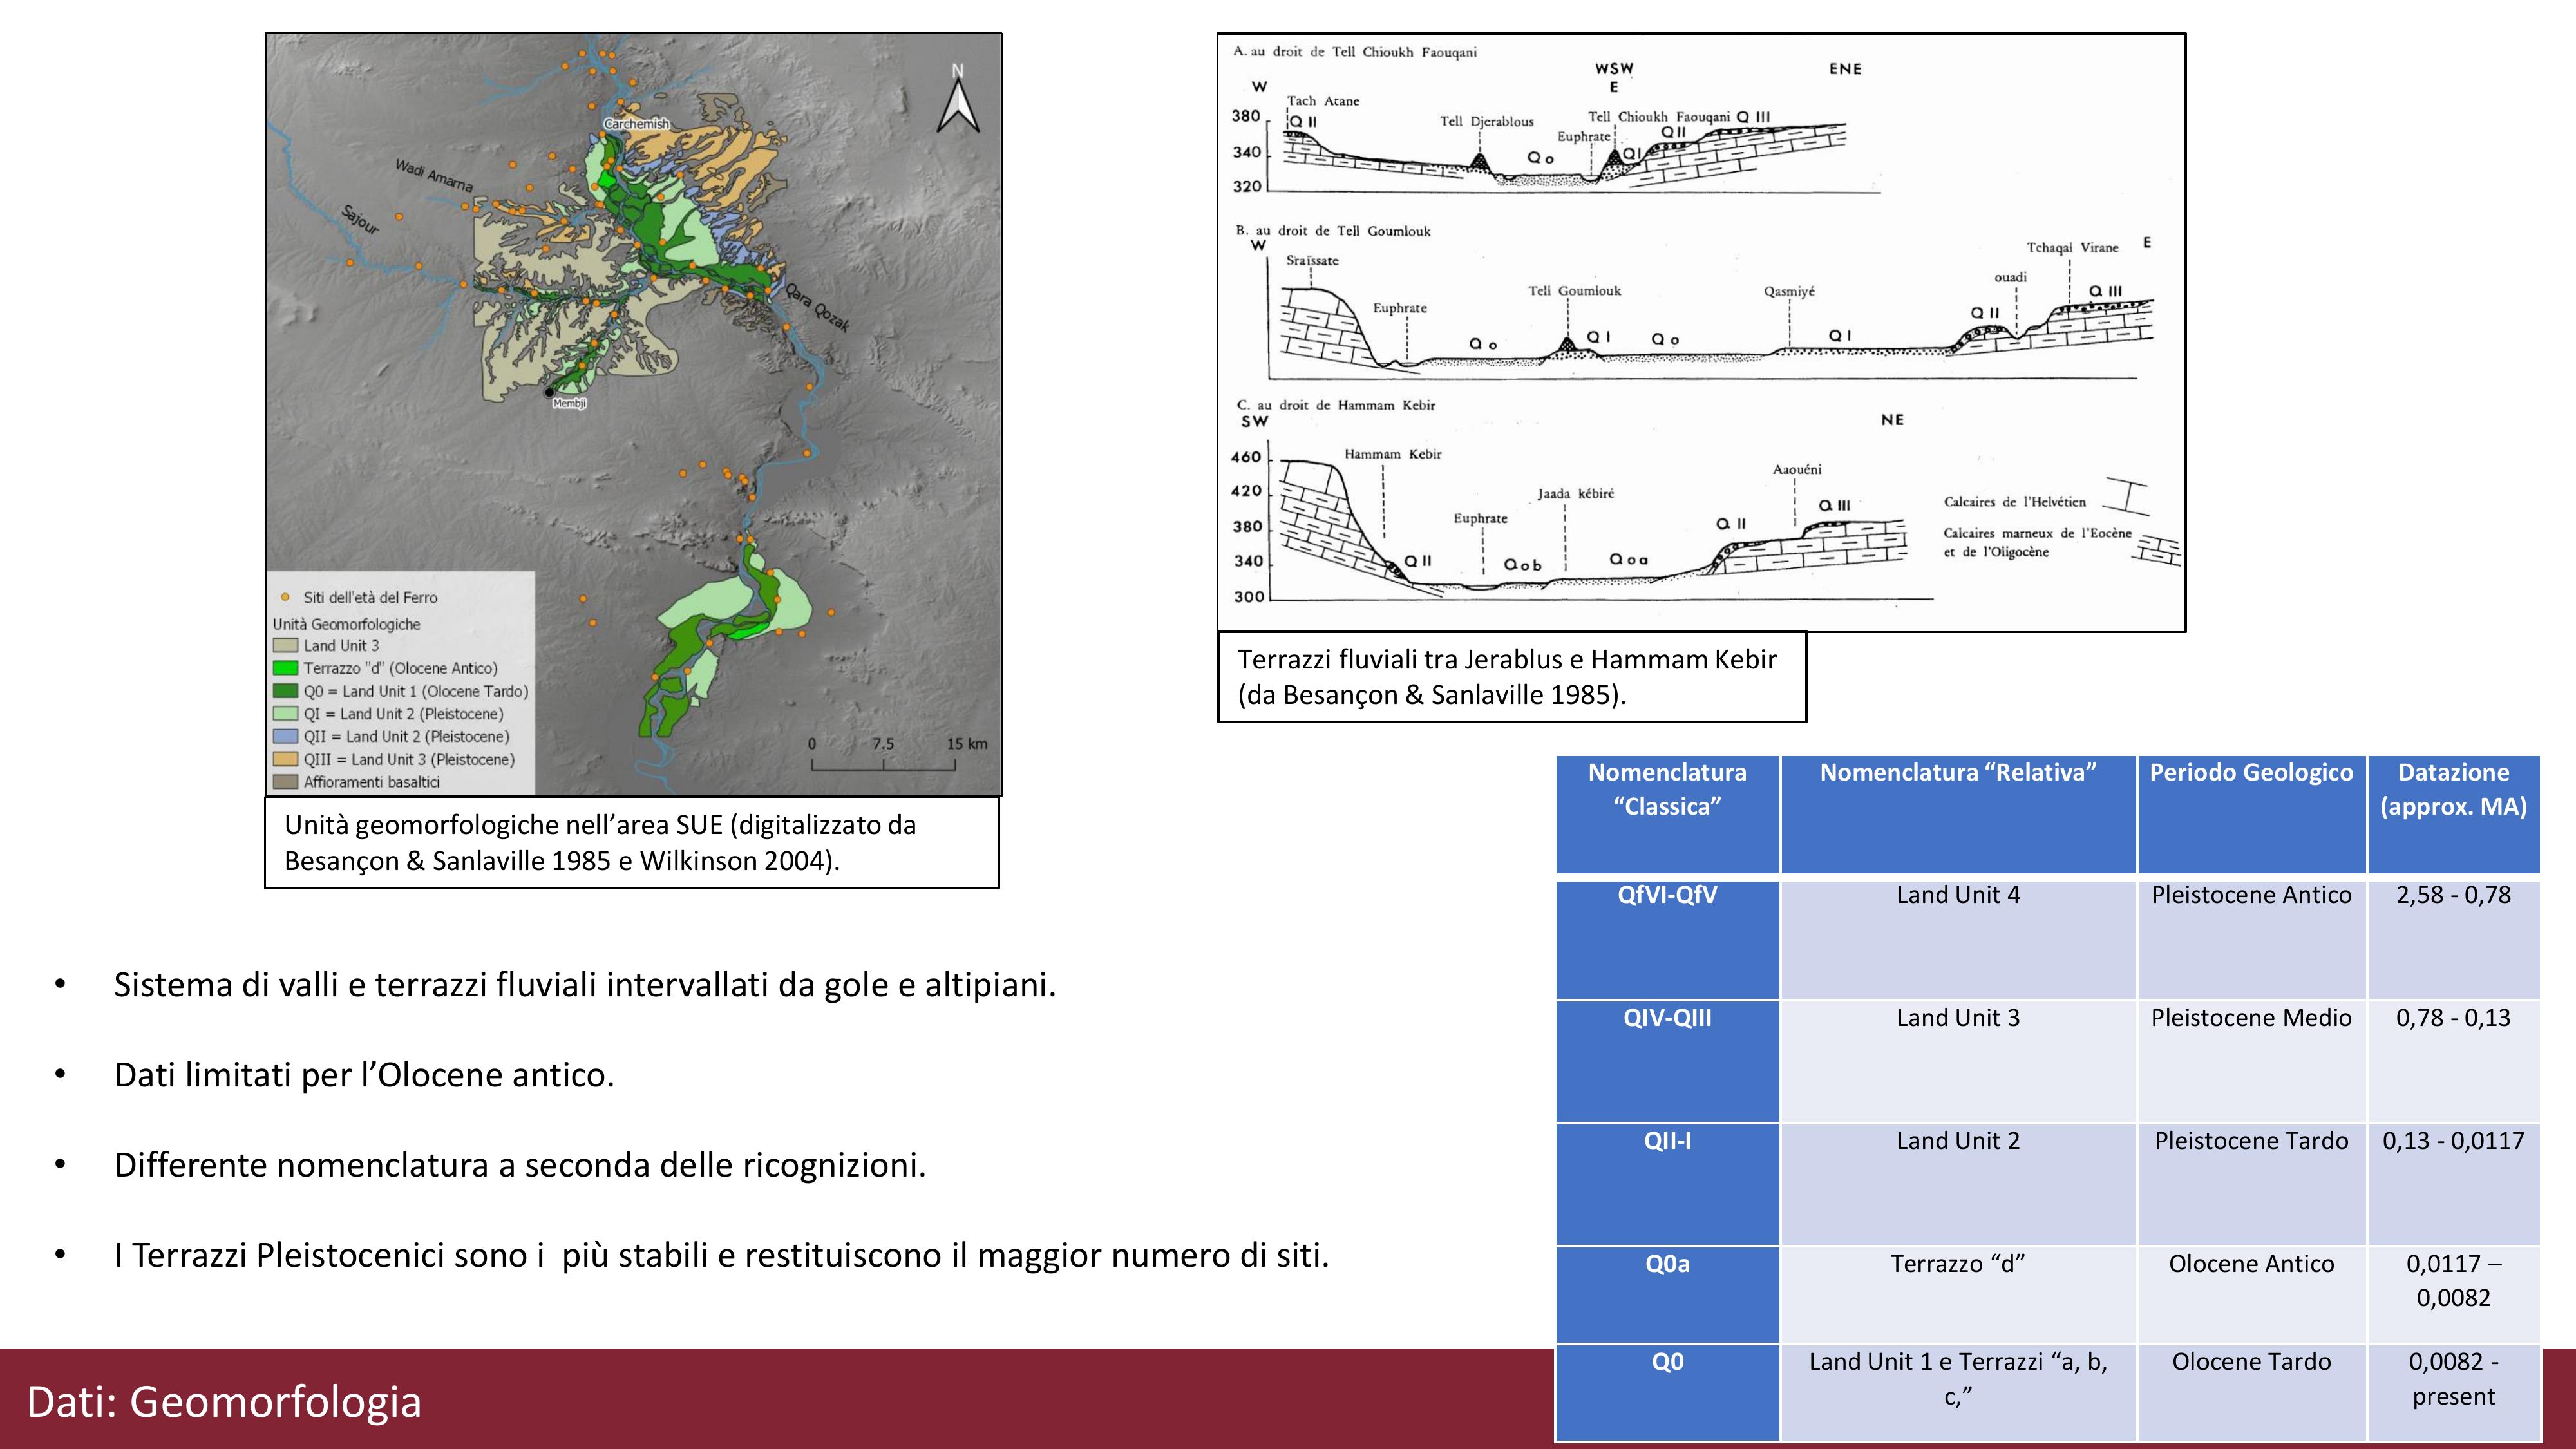 N
Carchemish
Wadi Amarna
Sajour
Qara Qozak
Membji
Siti dell'età del Ferro
Unità Geomorfologiche
Land Unit 3
Terrazzo "d" (Olocene Antico)
Q0 = Land Unit 1 (Olocene Tardo)
QI = Land Unit 2 (Pleistocene)
QII = Land Unit 2 (Pleistocene)
QIII = Land Unit 3 (Pleistocene)
Affioramenti basaltici
0 7.5 15 km
Unità geomorfologiche nell’area SUE (digitalizzato da
Besançon & Sanlaville 1985 e Wilkinson 2004).
A. au droit de Tell Chioukh Faouqani
WSW ENE
W E
Tach Atane
380 Q II Tell Djerablous Tell Chioukh Faouqani Q III
Euphrate Q II
340 Q o Q I
320
B. au droit de Tell Goumlouk
W E
Sraïssate Tchaqal Virane
ouadi
Euphrate Tell Goumlouk Qasmiyé Q III
Q II
Q o Q I Q o Q I
C. au droit de Hammam Kebir
SW NE
460 Hammam Kebir
Aaouéni
420 Jaada kébiré
Calcaires de l'Helvétien
Euphrate Q III
380 Q II
Calcaires marneux de l'Eocène
et de l'Oligocène
340 Q II Q o b Q o a
300
Terrazzi fluviali tra Jerablus e Hammam Kebir
(da Besançon & Sanlaville 1985).
Nomenclatura “Classica” Nomenclatura “Relativa” Periodo Geologico Datazione (approx. MA)
QfVI-QfV Land Unit 4 Pleistocene Antico 2,58 - 0,78
QIV-QIII Land Unit 3 Pleistocene Medio 0,78 - 0,13
QII-I Land Unit 2 Pleistocene Tardo 0,13 - 0,0117
Q0a Terrazzo “d” Olocene Antico 0,0117 – 0,0082
Q0 Land Unit 1 e Terrazzi “a, b, c,” Olocene Tardo 0,0082 - present
• Sistema di valli e terrazzi fluviali intervallati da gole e altipiani.
• Dati limitati per l’Olocene antico.
• Differente nomenclatura a seconda delle ricognizioni.
• I Terrazzi Pleistocenici sono i  più stabili e restituiscono il maggior numero di siti.
Dati: Geomorfologia